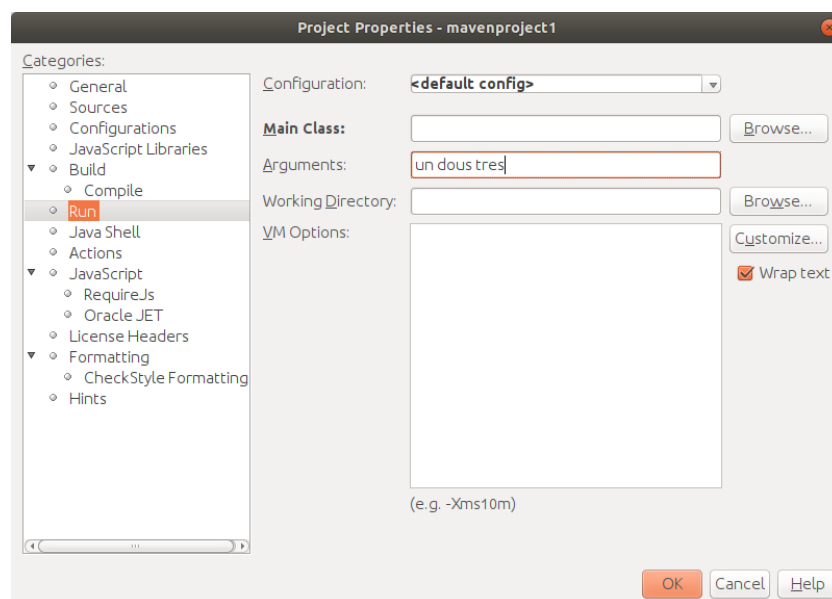 Project Properties - mavenproject1
Categories:
General
Sources
Configurations
JavaScript Libraries
Build
Compile
Run
Java Shell
Actions
JavaScript
RequireJs
Oracle JET
License Headers
Formatting
CheckStyle Formatting
Hints
Configuration: <default config>
Main Class: Browse...
Arguments: un dous tres
Working Directory: Browse...
VM Options: Customize...
Wrap text
(e.g. -Xms10m)
OK Cancel Help